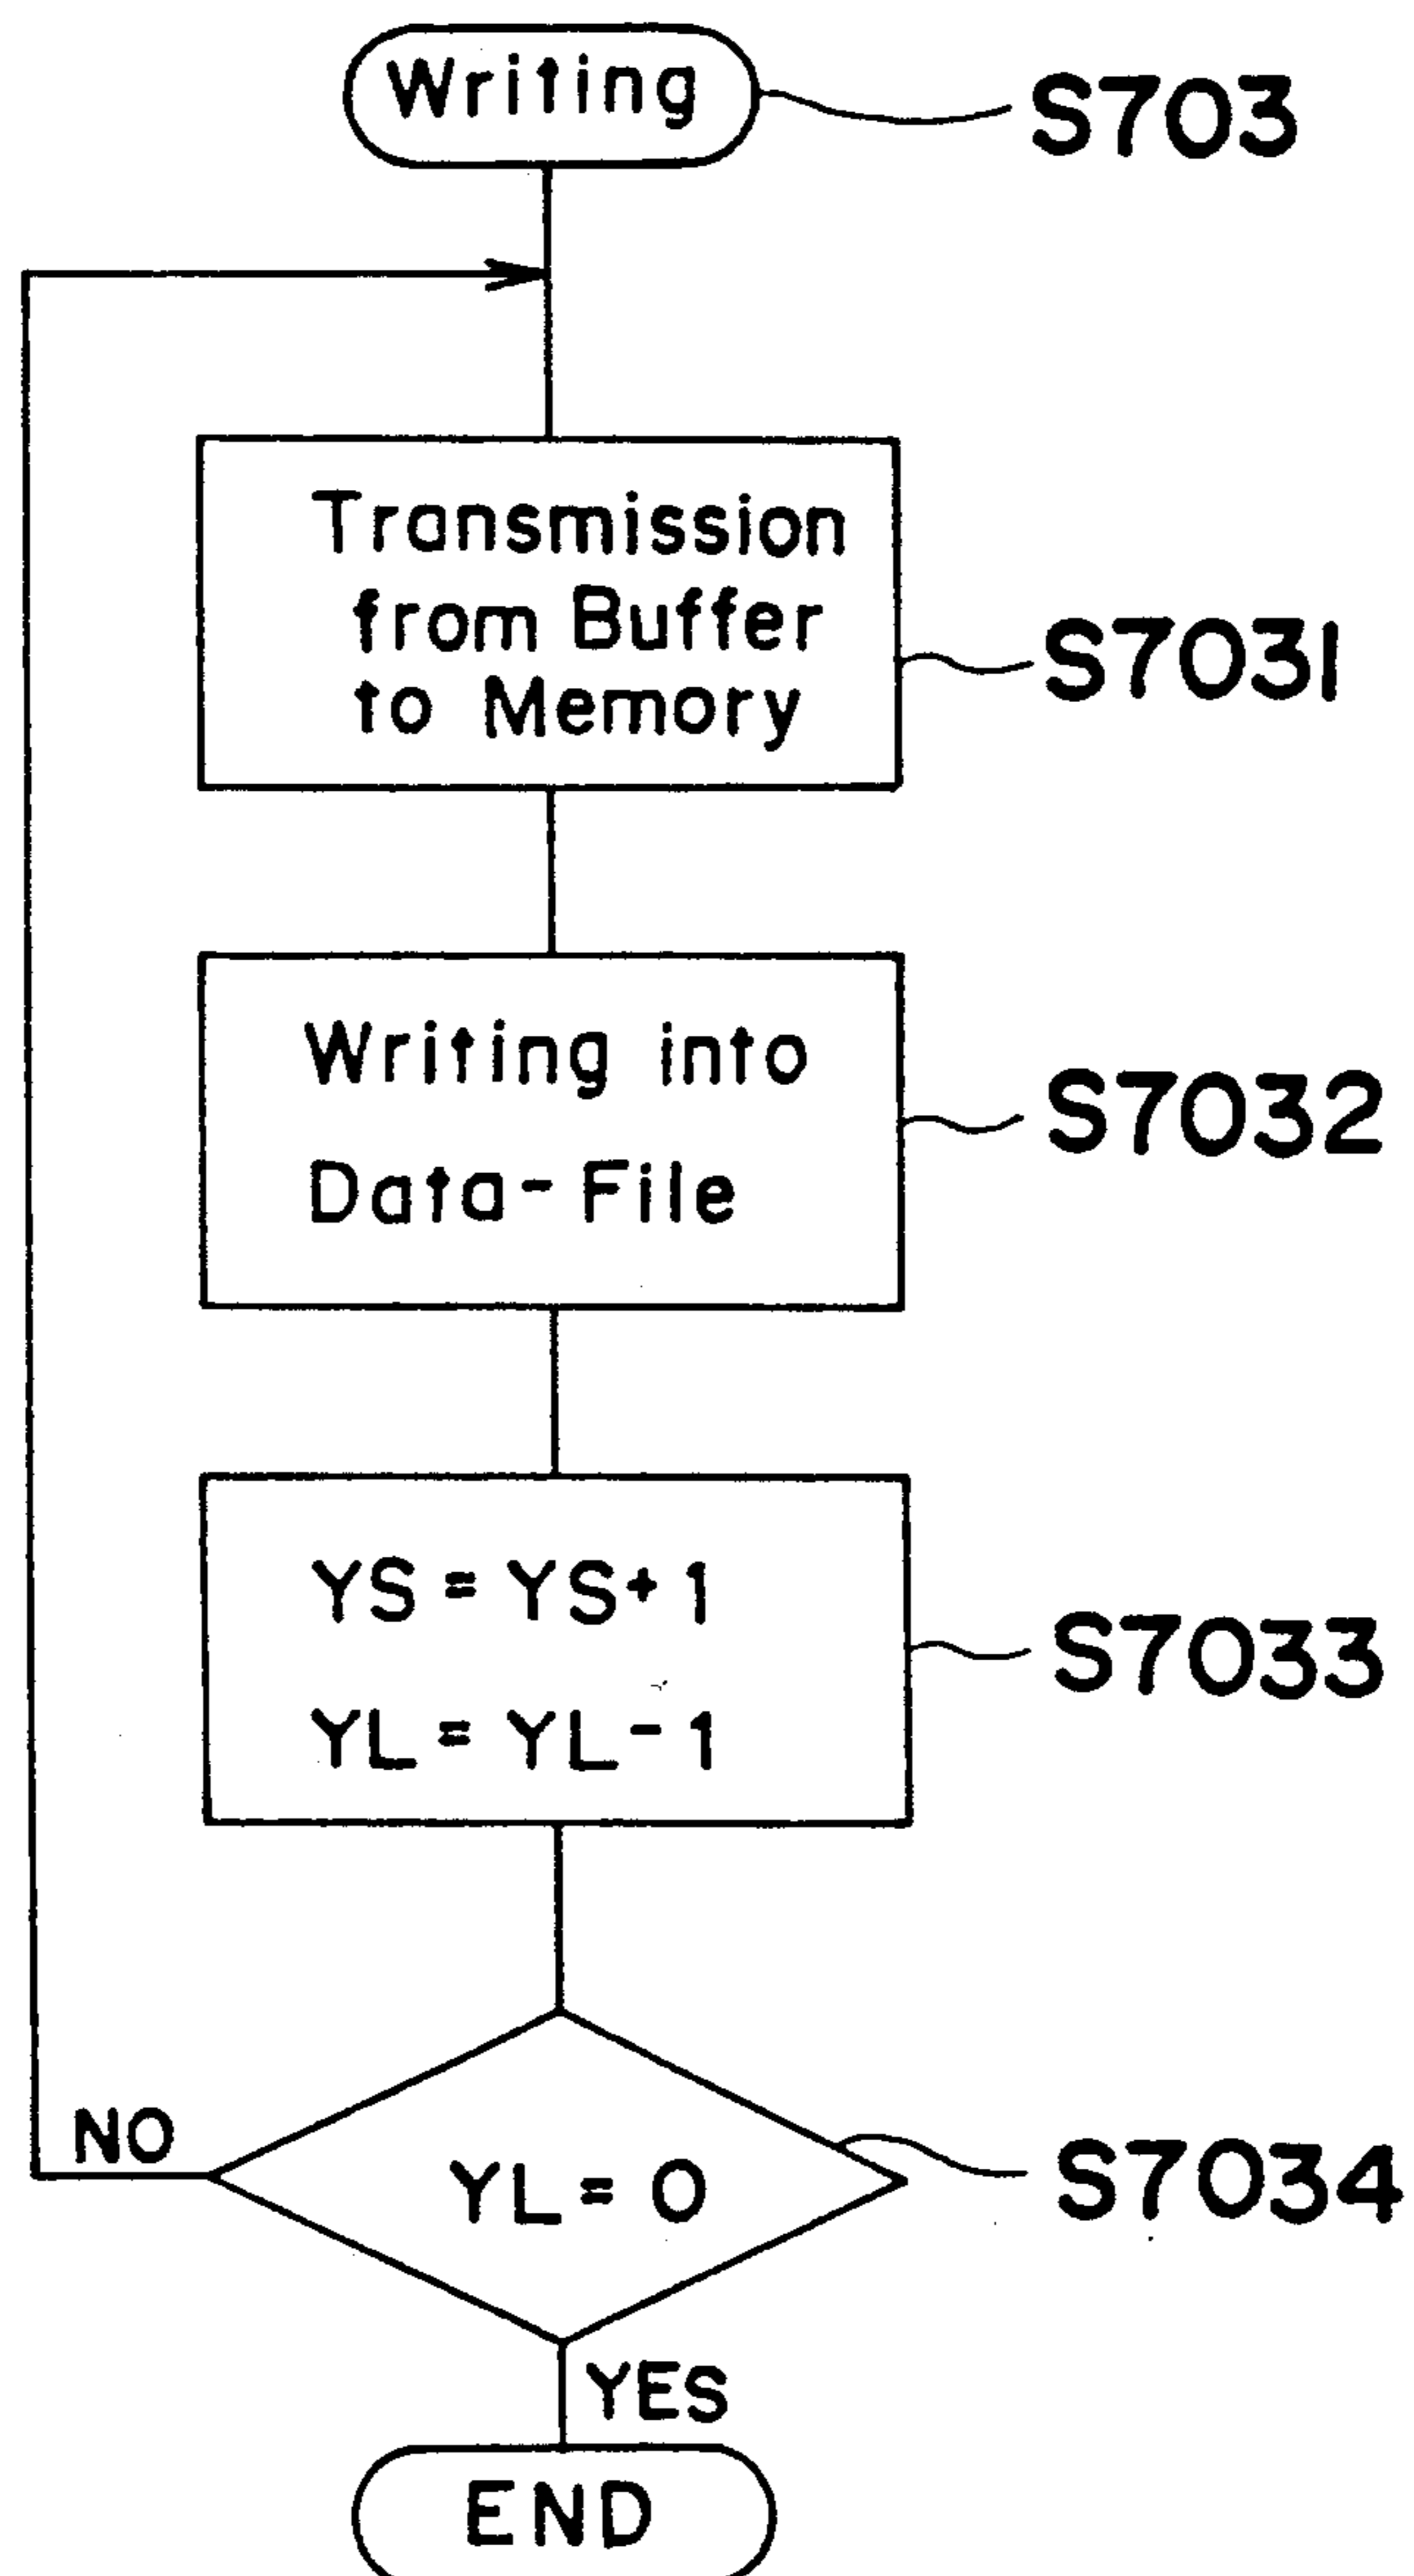 Writing
S703
Transmission
from Buffer
to Memory
S7031
Writing into
Data-File
S7032
YS = YS+1
YL = YL-1
S7033
YL = 0
S7034
NO
YES
END